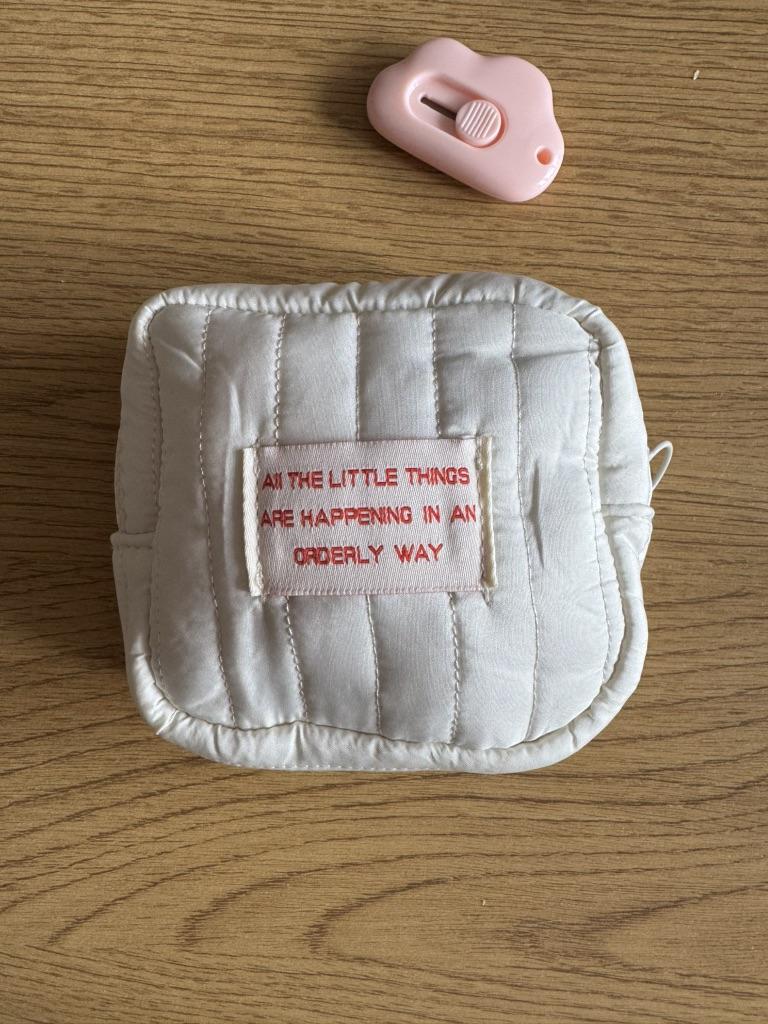 All THE LITTLE THINGS
ARE HAPPENING IN AN
ORDERLY WAY